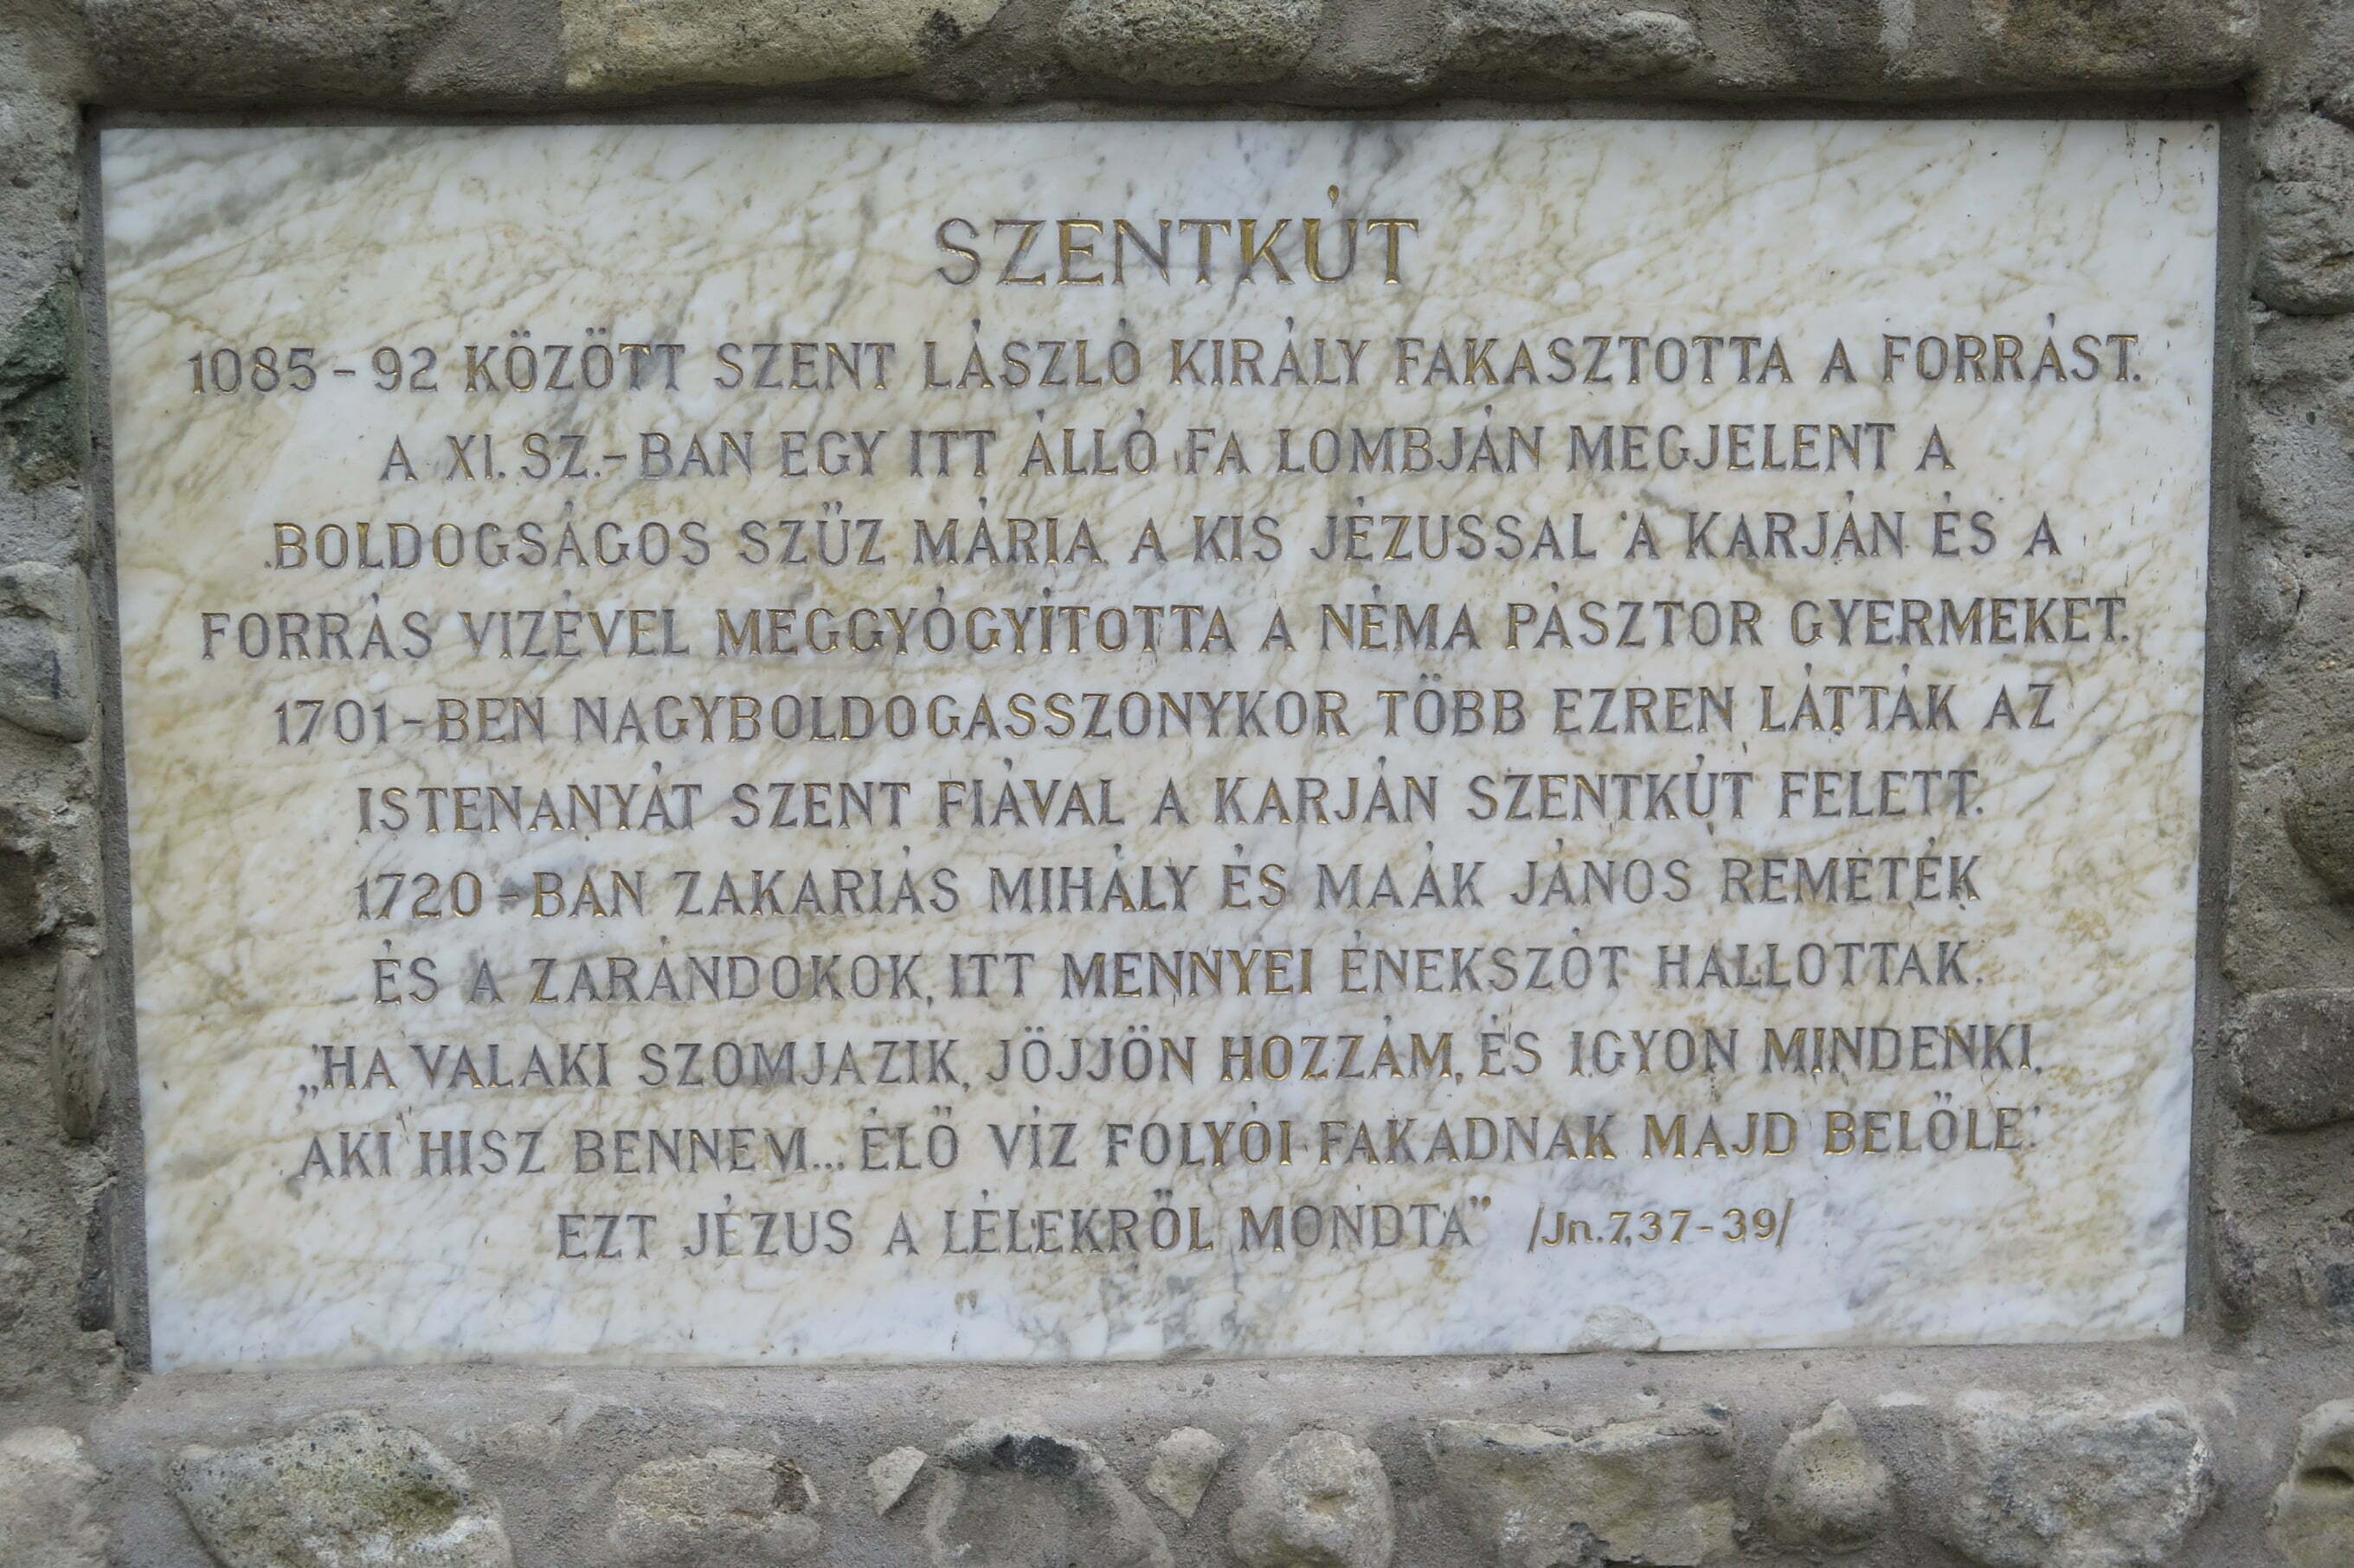 SZENTKÚT
1085-92 KÖZÖTT SZENT LÁSZLÓ KIRÁLY FAKASZTOTTA A FORRÁST.
A XI. SZ.-BAN EGY ITT ÁLLÓ FA LOMBJÁN MEGJELENT A
BOLDOGSÁGOS SZÜZ MÁRIA A KIS JÉZUSSAL A KARJÁN ÉS A
FORRÁS VIZÉVEL MEGGYÓGYÍTOTTA A NÉMA PÁSZTOR GYERMEKET.
1701-BEN NAGYBOLDOGASSZONYKOR TÖBB EZREN LÁTTÁK AZ
ISTENANYÁT SZENT FIÁVAL A KARJÁN SZENTKÚT FELETT.
1720-BAN ZAKARIÁS MIHÁLY ÉS MAÁK JÁNOS REMETÉK
ÉS A ZARÁNDOKOK, ITT MENNYEI ÉNEKSZÓT HALLOTTAK.
„HA VALAKI SZOMJAZIK, JÖJJÖN HOZZÁM, ÉS IGYON MINDENKI,
AKI HISZ BENNEM... ÉLŐ VÍZ FOLYÓI FAKADNAK MAJD BELŐLE.'
EZT JÉZUS A LÉLEKRŐL MONDTA” /Jn.7,37-39/